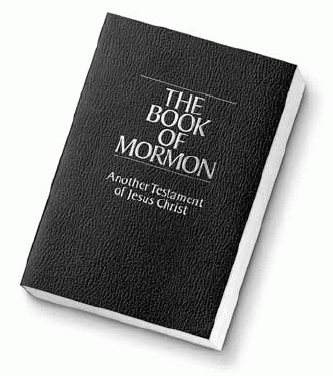 THE
BOOK
OF
MORMON
Another Testament
of Jesus Christ